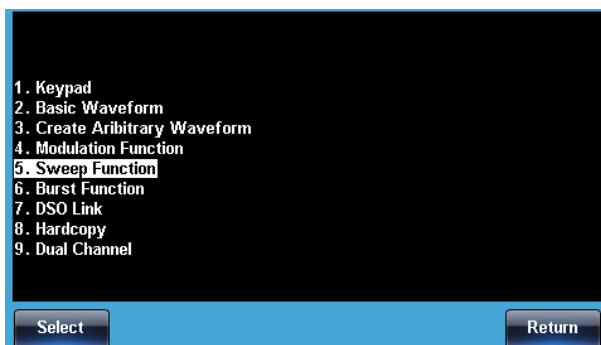 1. Keypad
2. Basic Waveform
3. Create Aribitrary Waveform
4. Modulation Function
5. Sweep Function
6. Burst Function
7. DSO Link
8. Hardcopy
9. Dual Channel
Select Return